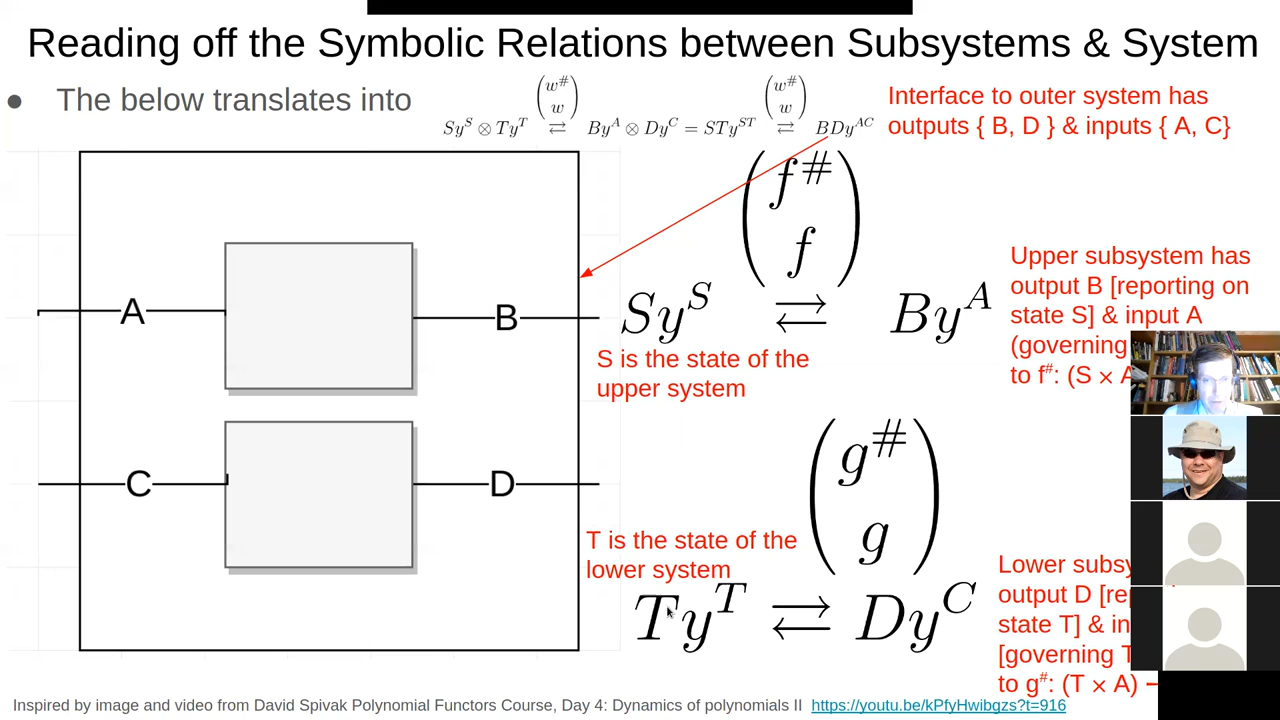 Reading off the Symbolic Relations between Subsystems & System
● The below translates into
Sy^S ⊗ Ty^T (w^# w) ⇄ By^A ⊗ Dy^C = STy^ST (w^# w) ⇄ BDy^AC
Interface to outer system has
outputs { B, D } & inputs { A, C}
A
B
C
D
(f^# f)
Sy^S ⇄ By^A
S is the state of the
upper system
Upper subsystem has
output B [reporting on
state S] & input A
(governing
to f^#: (S × A
(g^# g)
T is the state of the
lower system
Ty^T ⇄ Dy^C
Lower
output D
state T] &
[governing T
to g^#: (T × A) –
Inspired by image and video from David Spivak Polynomial Functors Course, Day 4: Dynamics of polynomials II https://youtu.be/kPfyHwibgzs?t=916